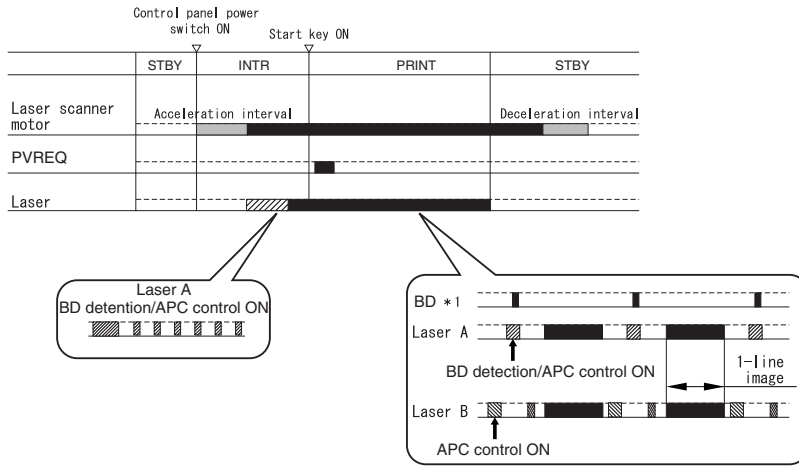 Control panel power
switch ON
Start key ON
STBY INTR PRINT STBY
Laser scanner
motor
Acceleration interval
Deceleration interval
PVREQ
Laser
Laser A
BD detention/APC control ON
BD *1
Laser A
BD detection/APC control ON
1-line
image
Laser B
APC control ON